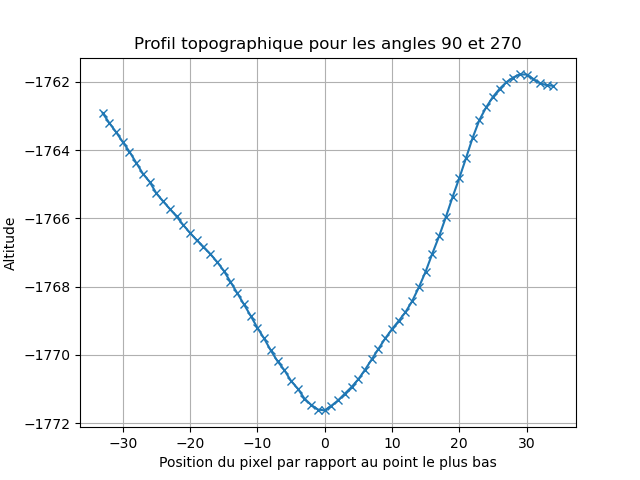 Profil topographique pour les angles 90 et 270
−1762
−1764
−1766
−1768
−1770
−1772
Altitude
−30 −20 −10 0 10 20 30
Position du pixel par rapport au point le plus bas